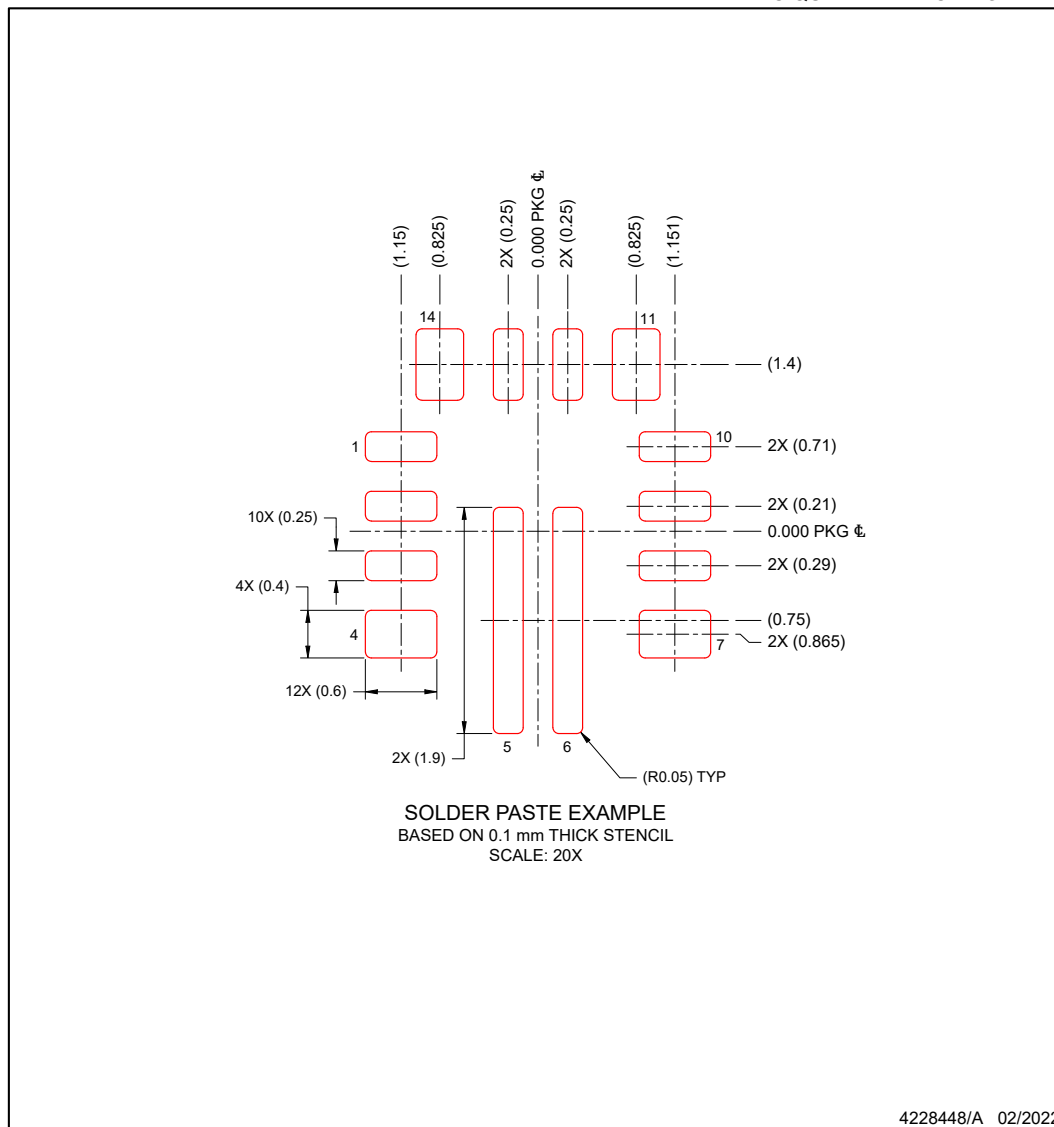 (1.15)
(0.825)
2X (0.25)
0.000 PKG ℄
2X (0.25)
(0.825)
(1.151)
14
11
(1.4)
1
10
2X (0.71)
2X (0.21)
10X (0.25)
0.000 PKG ℄
2X (0.29)
4X (0.4)
(0.75)
4
7
2X (0.865)
12X (0.6)
5
6
2X (1.9)
(R0.05) TYP
SOLDER PASTE EXAMPLE
BASED ON 0.1 mm THICK STENCIL
SCALE: 20X
4228448/A 02/2022